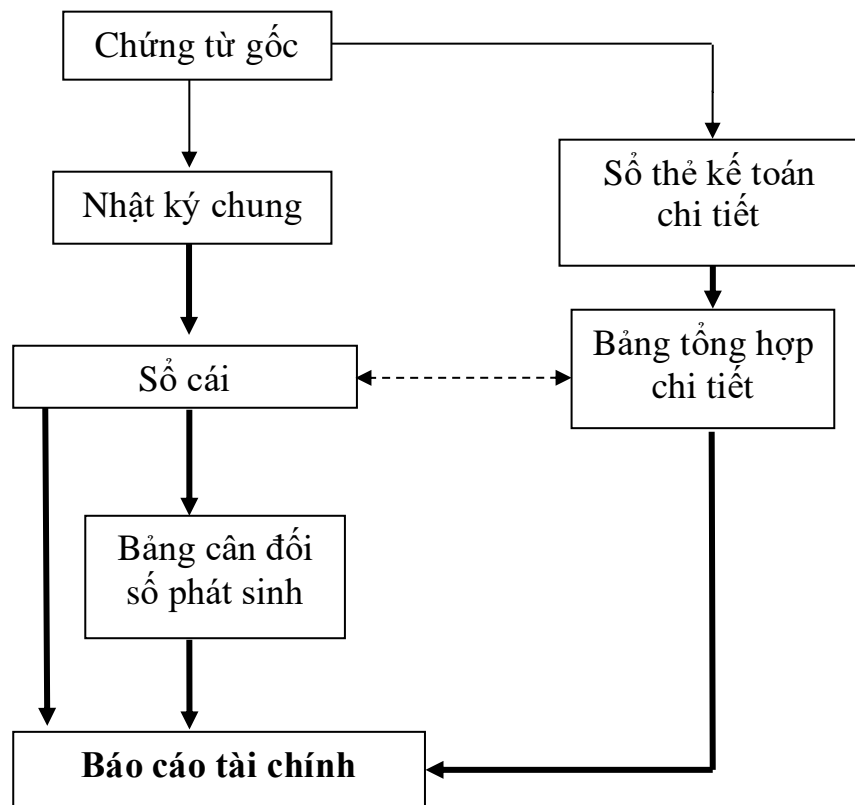 Chứng từ gốc
Nhật ký chung
Sổ thẻ kế toán
chi tiết
Sổ cái
Bảng tổng hợp
chi tiết
Bảng cân đối
số phát sinh
Báo cáo tài chính